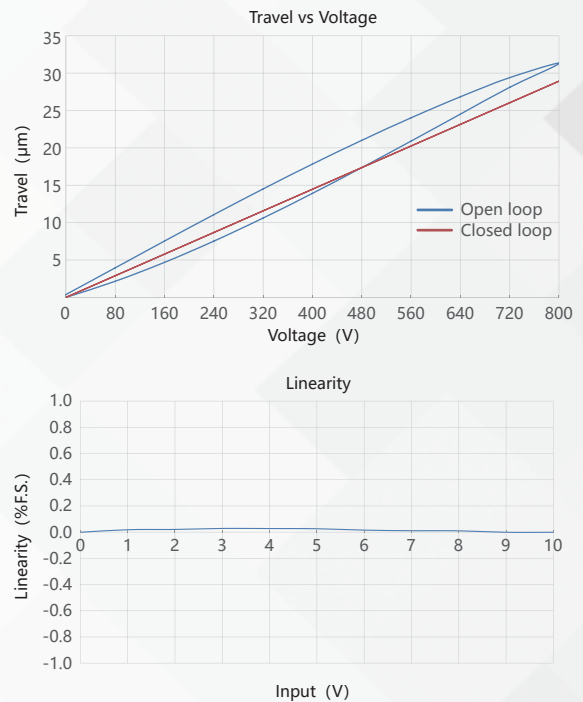 Travel vs Voltage
35
30
25
20
15
10
5
Travel (μm)
Open loop
Closed loop
0 80 160 240 320 400 480 560 640 720 800
Voltage (V)
Linearity
1.0
0.8
0.6
0.4
0.2
0.0
-0.2
-0.4
-0.6
-0.8
-1.0
Linearity (%F.S.)
0 1 2 3 4 5 6 7 8 9 10
Input (V)